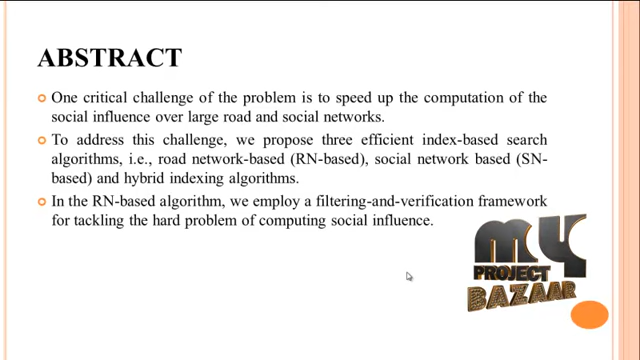 ABSTRACT
One critical challenge of the problem is to speed up the computation of the
social influence over large road and social networks.
To address this challenge, we propose three efficient index-based search
algorithms, i.e., road network-based (RN-based), social network based (SN-
based) and hybrid indexing algorithms.
In the RN-based algorithm, we employ a filtering-and-verification framework
for tackling the hard problem of computing social influence.
my
PROJECT
BAZAAR